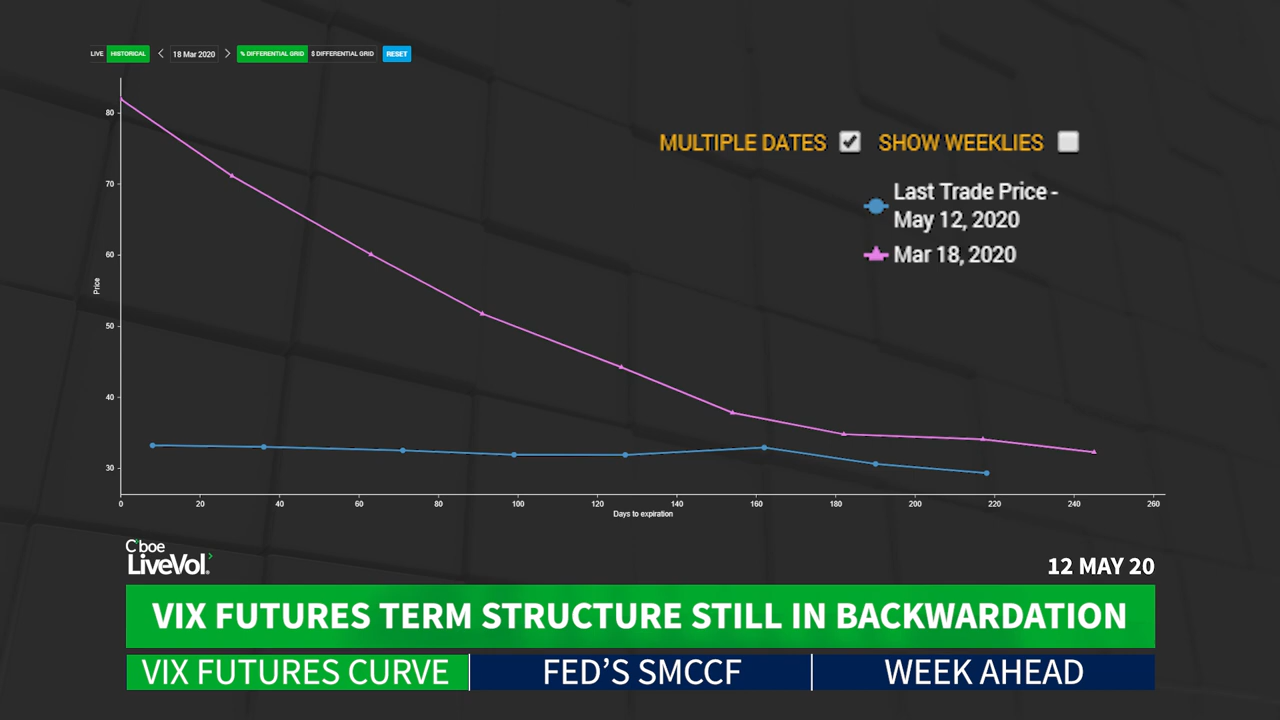 LIVE HISTORICAL < 18 Mar 2020 > % DIFFERENTIAL GRID $ DIFFERENTIAL GRID RESET
MULTIPLE DATES SHOW WEEKLIES
Last Trade Price -
May 12, 2020
Mar 18, 2020
Price
80
70
60
50
40
30
0 20 40 60 80 100 120 140 160 180 200 220 240 260
Days to expiration
Cboe
LiveVol®
12 MAY 20
VIX FUTURES TERM STRUCTURE STILL IN BACKWARDATION
VIX FUTURES CURVE FED'S SMCCF WEEK AHEAD